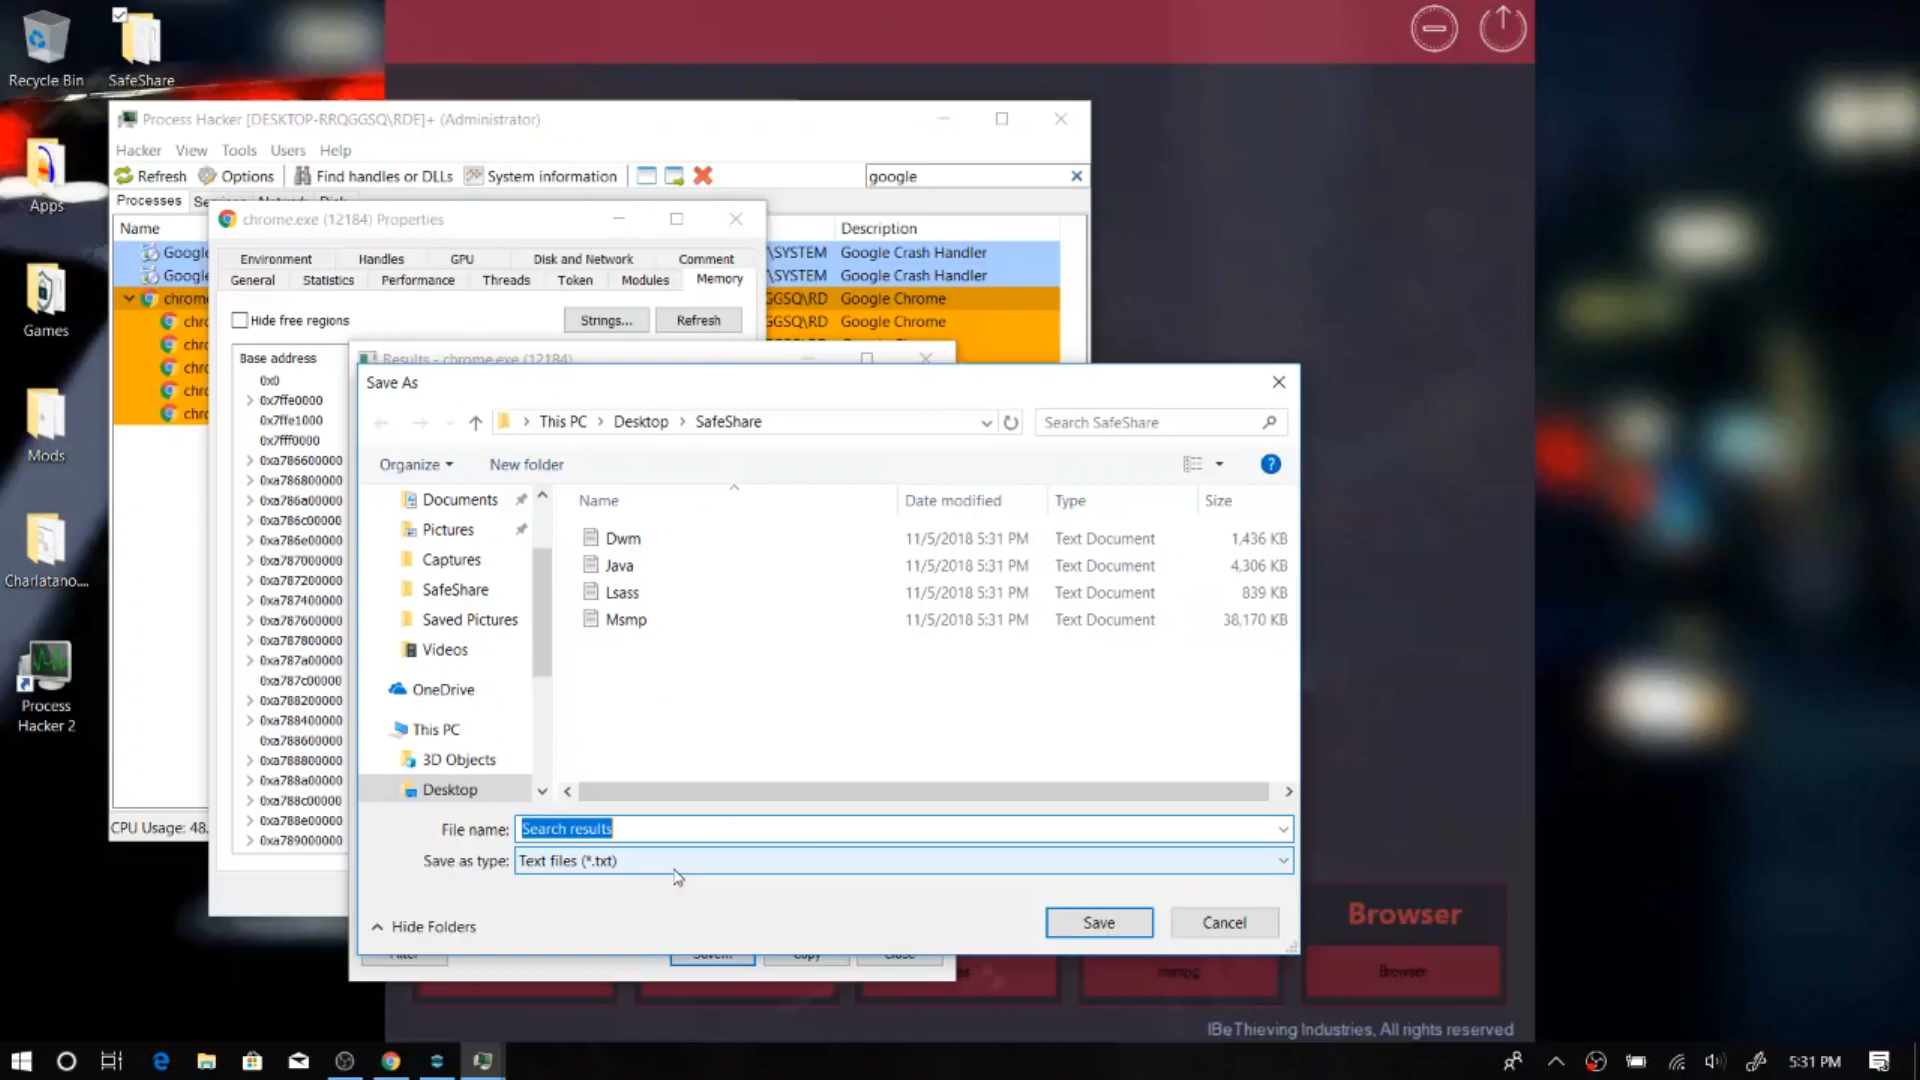 Recycle Bin
SafeShare
Apps
Games
Mods
Charlatano....
Process
Hacker 2
Process Hacker [DESKTOP-RRQGGSQ\RDE]+ (Administrator)
Hacker View Tools Users Help
Refresh Options Find handles or DLLs System information google
Processes
Name
Description
Google \SYSTEM Google Crash Handler
Google \SYSTEM Google Crash Handler
chrome GGSQ\RD Google Chrome
chr GGSQ\RD Google Chrome
chr
chr
chr
chr
CPU Usage: 48.
chrome.exe (12184) Properties
Environment Handles GPU Disk and Network Comment
General Statistics Performance Threads Token Modules Memory
Hide free regions Strings... Refresh
Base address
0x0
0x7ffe0000
0x7ffe1000
0x7fff0000
0xa786600000
0xa786800000
0xa786a00000
0xa786c00000
0xa786e00000
0xa787000000
0xa787200000
0xa787400000
0xa787600000
0xa787800000
0xa787a00000
0xa787c00000
0xa788200000
0xa788400000
0xa788600000
0xa788800000
0xa788a00000
0xa788c00000
0xa788e00000
0xa789000000
Results - chrome.exe (12184)
Save As
This PC Desktop SafeShare Search SafeShare
Organize New folder
Documents
Pictures
Captures
SafeShare
Saved Pictures
Videos
OneDrive
This PC
3D Objects
Desktop
Name Date modified Type Size
Dwm 11/5/2018 5:31 PM Text Document 1,436 KB
Java 11/5/2018 5:31 PM Text Document 4,306 KB
Lsass 11/5/2018 5:31 PM Text Document 839 KB
Msmp 11/5/2018 5:31 PM Text Document 38,170 KB
File name: Search results
Save as type: Text files (*.txt)
Hide Folders Save Cancel
Filter Save... Copy Close
Browser
Browser
IBeThieving Industries, All rights reserved
5:31 PM